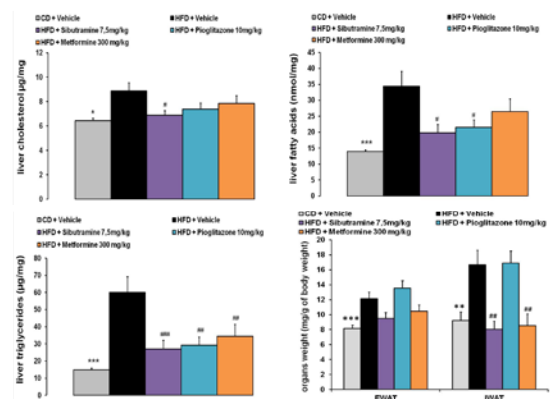 CD + Vehicle HFD + Vehicle
HFD + Sibutramine 7,5mg/kg HFD + Pioglitazone 10mg/kg
HFD + Metformine 300 mg/kg
liver cholesterol µg/mg
12
10
8
6
4
2
0
* #
CD + Vehicle HFD + Vehicle
HFD + Sibutramine 7,5mg/kg HFD + Pioglitazone 10mg/kg
HFD + Metformine 300 mg/kg
liver fatty acids (nmol/mg)
45
40
35
30
25
20
15
10
5
0
*** # #
CD + Vehicle HFD + Vehicle
HFD + Sibutramine 7,5mg/kg HFD + Pioglitazone 10mg/kg
HFD + Metformine 300 mg/kg
liver triglycerides (µg/mg)
80
70
60
50
40
30
20
10
0
*** ### ## ##
CD + Vehicle HFD + Vehicle
HFD + Sibutramine 7,5mg/kg HFD + Pioglitazone 10mg/kg
HFD + Metformine 300 mg/kg
organs weight (mg/g of body weight)
20
18
16
14
12
10
8
6
4
2
0
*** ** ## ##
EWAT IWAT